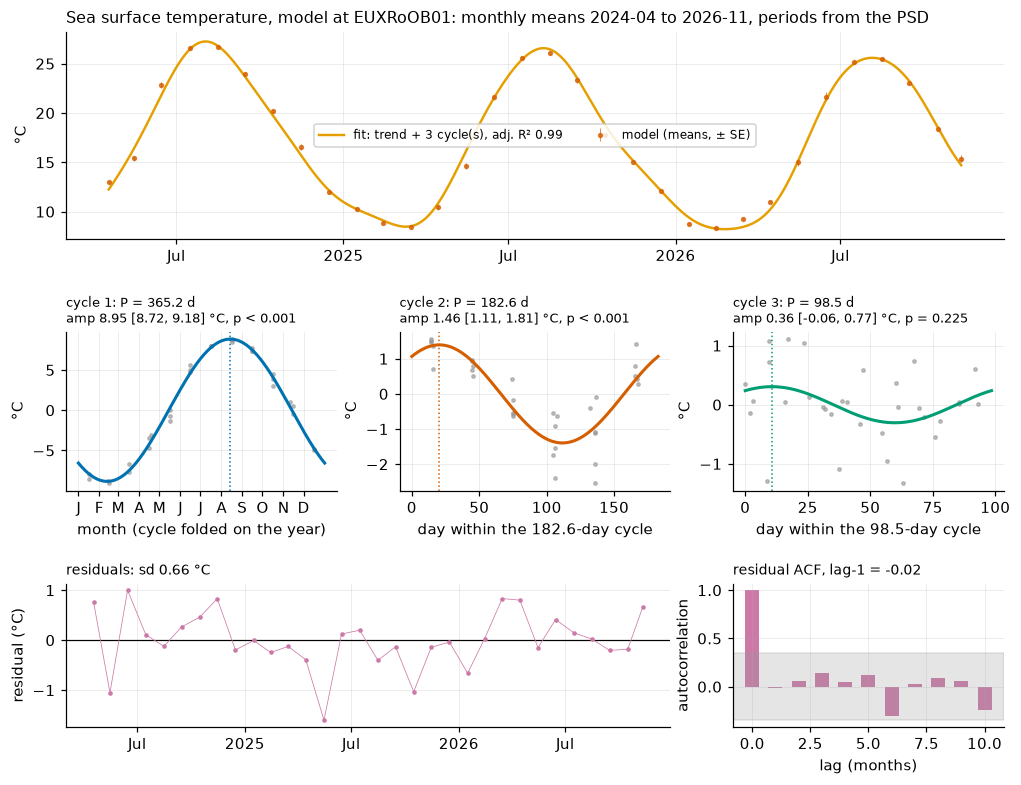 Sea surface temperature, model at EUXRoOB01: monthly means 2024-04 to 2026-11, periods from the PSD
°C
25
20
15
10
fit: trend + 3 cycle(s), adj. R² 0.99
model (means, ± SE)
Jul
2025
Jul
2026
Jul
cycle 1: P = 365.2 d
amp 8.95 [8.72, 9.18] °C, p < 0.001
°C
5
0
−5
J F M A M J J A S O N D
month (cycle folded on the year)
cycle 2: P = 182.6 d
amp 1.46 [1.11, 1.81] °C, p < 0.001
°C
1
0
−1
−2
0 50 100 150
day within the 182.6-day cycle
cycle 3: P = 98.5 d
amp 0.36 [-0.06, 0.77] °C, p = 0.225
°C
1
0
−1
0 25 50 75 100
day within the 98.5-day cycle
residuals: sd 0.66 °C
residual (°C)
1
0
−1
Jul 2025 Jul 2026 Jul
residual ACF, lag-1 = -0.02
autocorrelation
1.0
0.5
0.0
0.0 2.5 5.0 7.5 10.0
lag (months)